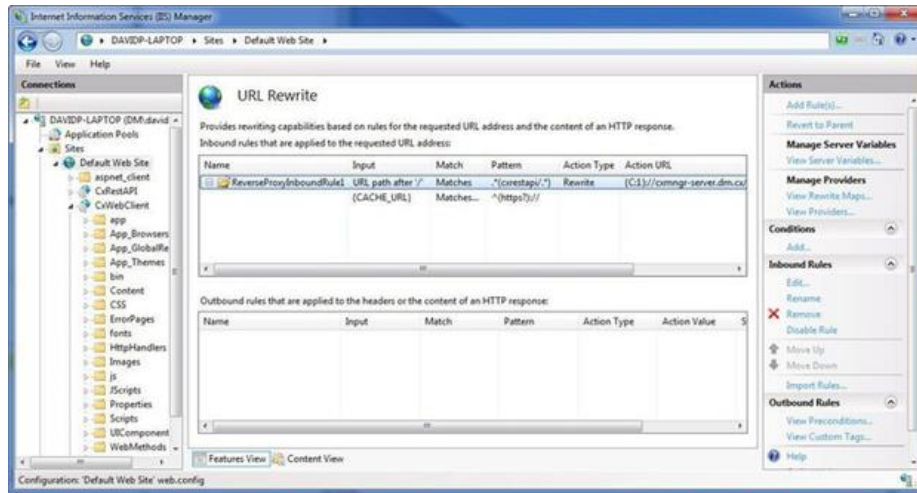 Internet Information Services (IIS) Manager
DAVIDP-LAPTOP ▸ Sites ▸ Default Web Site ▸
File View Help
Connections
DAVIDP-LAPTOP (DM\david
Application Pools
Sites
Default Web Site
aspnet_client
CxRestAPI
CxWebClient
app
App_Browsers
App_GlobalRe
App_Themes
bin
Content
CSS
ErrorPages
fonts
HttpHandlers
Images
js
JScripts
Properties
Scripts
UIComponent
WebMethods
URL Rewrite
Provides rewriting capabilities based on rules for the requested URL address and the content of an HTTP response.
Inbound rules that are applied to the requested URL address:
Name Input Match Pattern Action Type Action URL
ReverseProxyInboundRule1 URL path after '/' Matches .*(cxrestapi/.*) Rewrite {C:1}://cxmngr-server.dm.cx/
{CACHE_URL} Matches... ^(https?)://
Outbound rules that are applied to the headers or the content of an HTTP response:
Name Input Match Pattern Action Type Action Value S
Features View Content View
Actions
Add Rule(s)...
Revert to Parent
Manage Server Variables
View Server Variables...
Manage Providers
View Rewrite Maps...
View Providers...
Conditions
Add...
Inbound Rules
Edit...
Rename
Remove
Disable Rule
Move Up
Move Down
Import Rules...
Outbound Rules
View Preconditions...
View Custom Tags...
Help
Configuration: 'Default Web Site' web.config